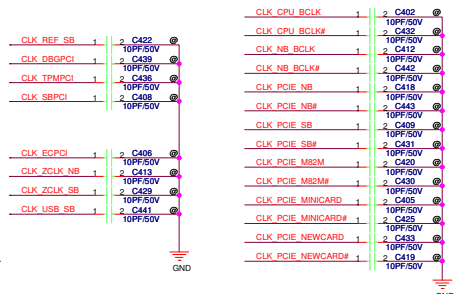 CLK_REF_SB 1 2 C422 @
10PF/50V
CLK_DBGPCI 1 2 C439 @
10PF/50V
CLK_TPMPCI 1 2 C436 @
10PF/50V
CLK_SBPCI 1 2 C408 @
10PF/50V
CLK_ECPCI 1 2 C406 @
10PF/50V
CLK_ZCLK_NB 1 2 C413 @
10PF/50V
CLK_ZCLK_SB 1 2 C429 @
10PF/50V
CLK_USB_SB 1 2 C441 @
10PF/50V
GND
CLK_CPU_BCLK 1 2 C402 @
10PF/50V
CLK_CPU_BCLK# 1 2 C432 @
10PF/50V
CLK_NB_BCLK 1 2 C412 @
10PF/50V
CLK_NB_BCLK# 1 2 C442 @
10PF/50V
CLK_PCIE_NB 1 2 C418 @
10PF/50V
CLK_PCIE_NB# 1 2 C443 @
10PF/50V
CLK_PCIE_SB 1 2 C409 @
10PF/50V
CLK_PCIE_SB# 1 2 C431 @
10PF/50V
CLK_PCIE_M82M 1 2 C420 @
10PF/50V
CLK_PCIE_M82M# 1 2 C430 @
10PF/50V
CLK_PCIE_MINICARD 1 2 C405 @
10PF/50V
CLK_PCIE_MINICARD# 1 2 C425 @
10PF/50V
CLK_PCIE_NEWCARD 1 2 C433 @
10PF/50V
CLK_PCIE_NEWCARD# 1 2 C419 @
10PF/50V